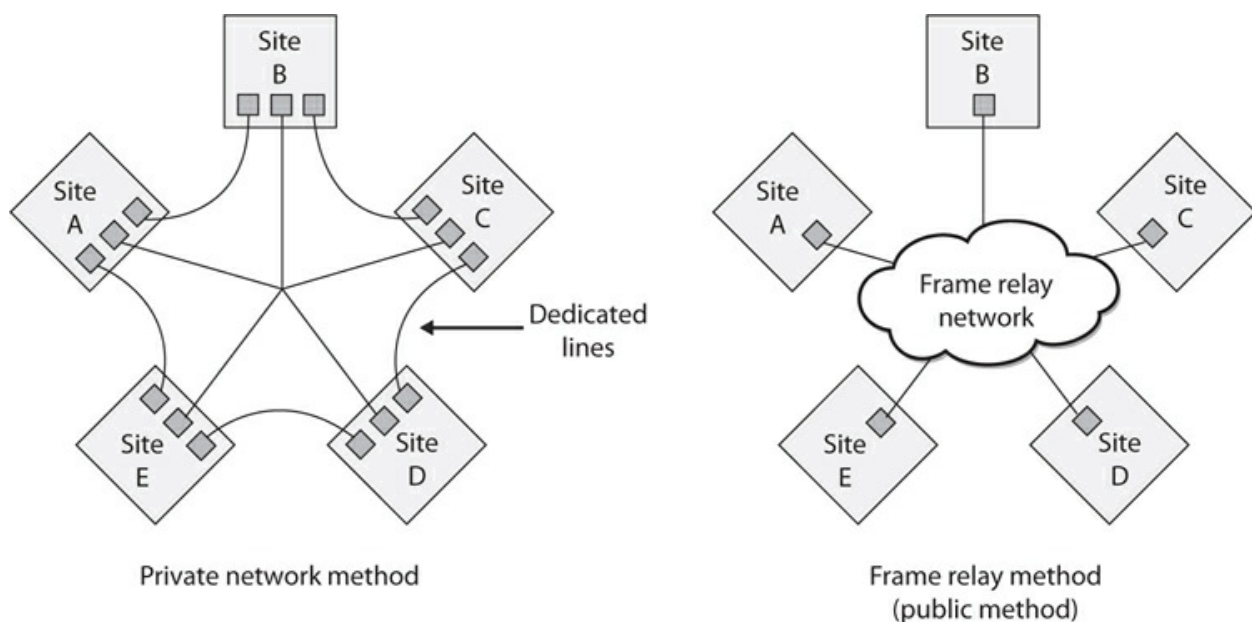 Site
B
Site
A
Site
C
Dedicated
lines
Site
E
Site
D
Private network method
Site
B
Site
A
Site
C
Frame relay
network
Site
E
Site
D
Frame relay method
(public method)